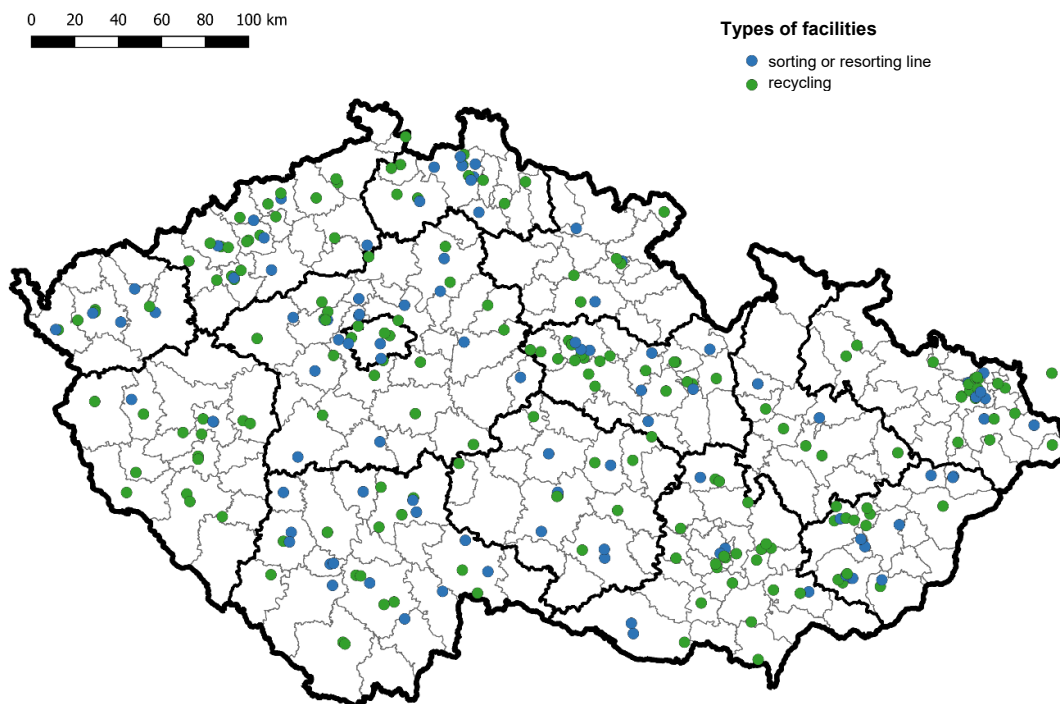 0 20 40 60 80 100 km
Types of facilities
sorting or resorting line
recycling